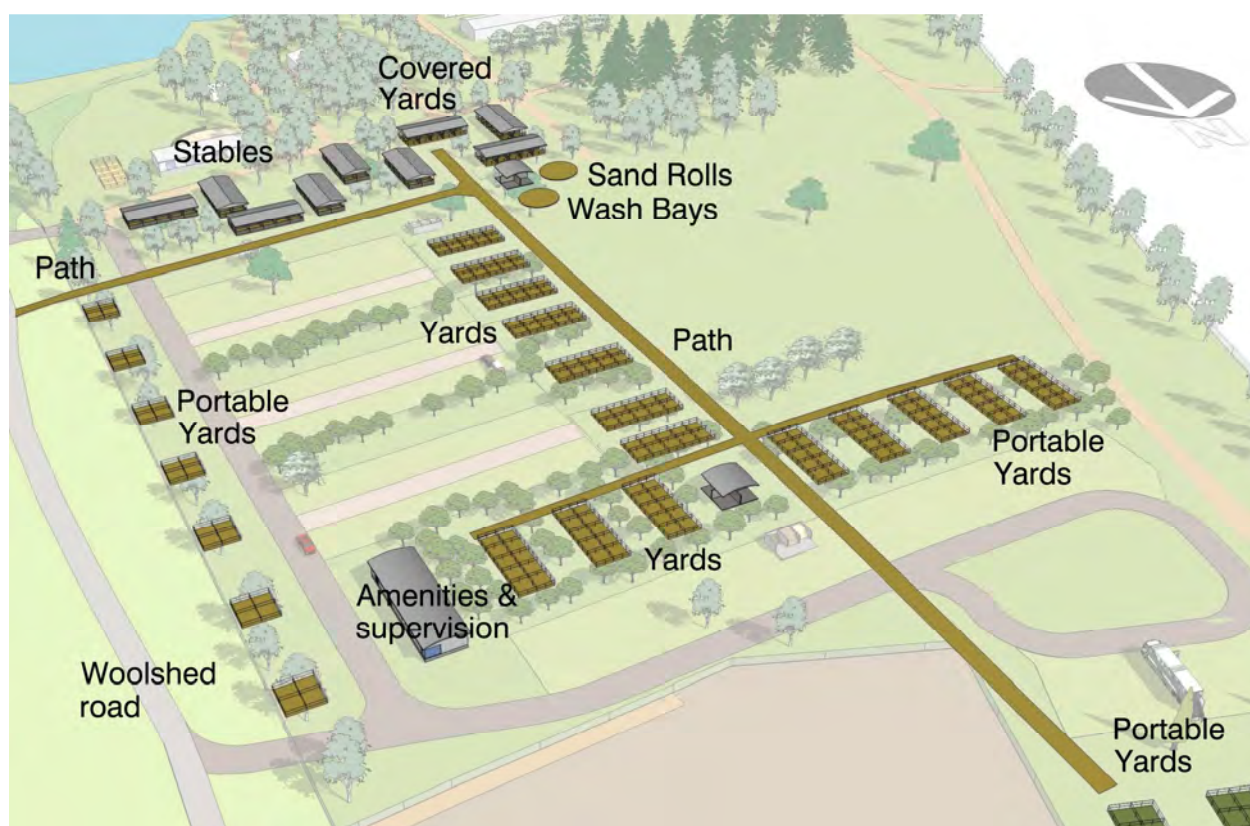 Covered
Yards
Stables
Sand Rolls
Wash Bays
Path
Yards
Path
Portable
Yards
Portable
Yards
Yards
Amenities &
supervision
Woolshed
road
Portable
Yards
N